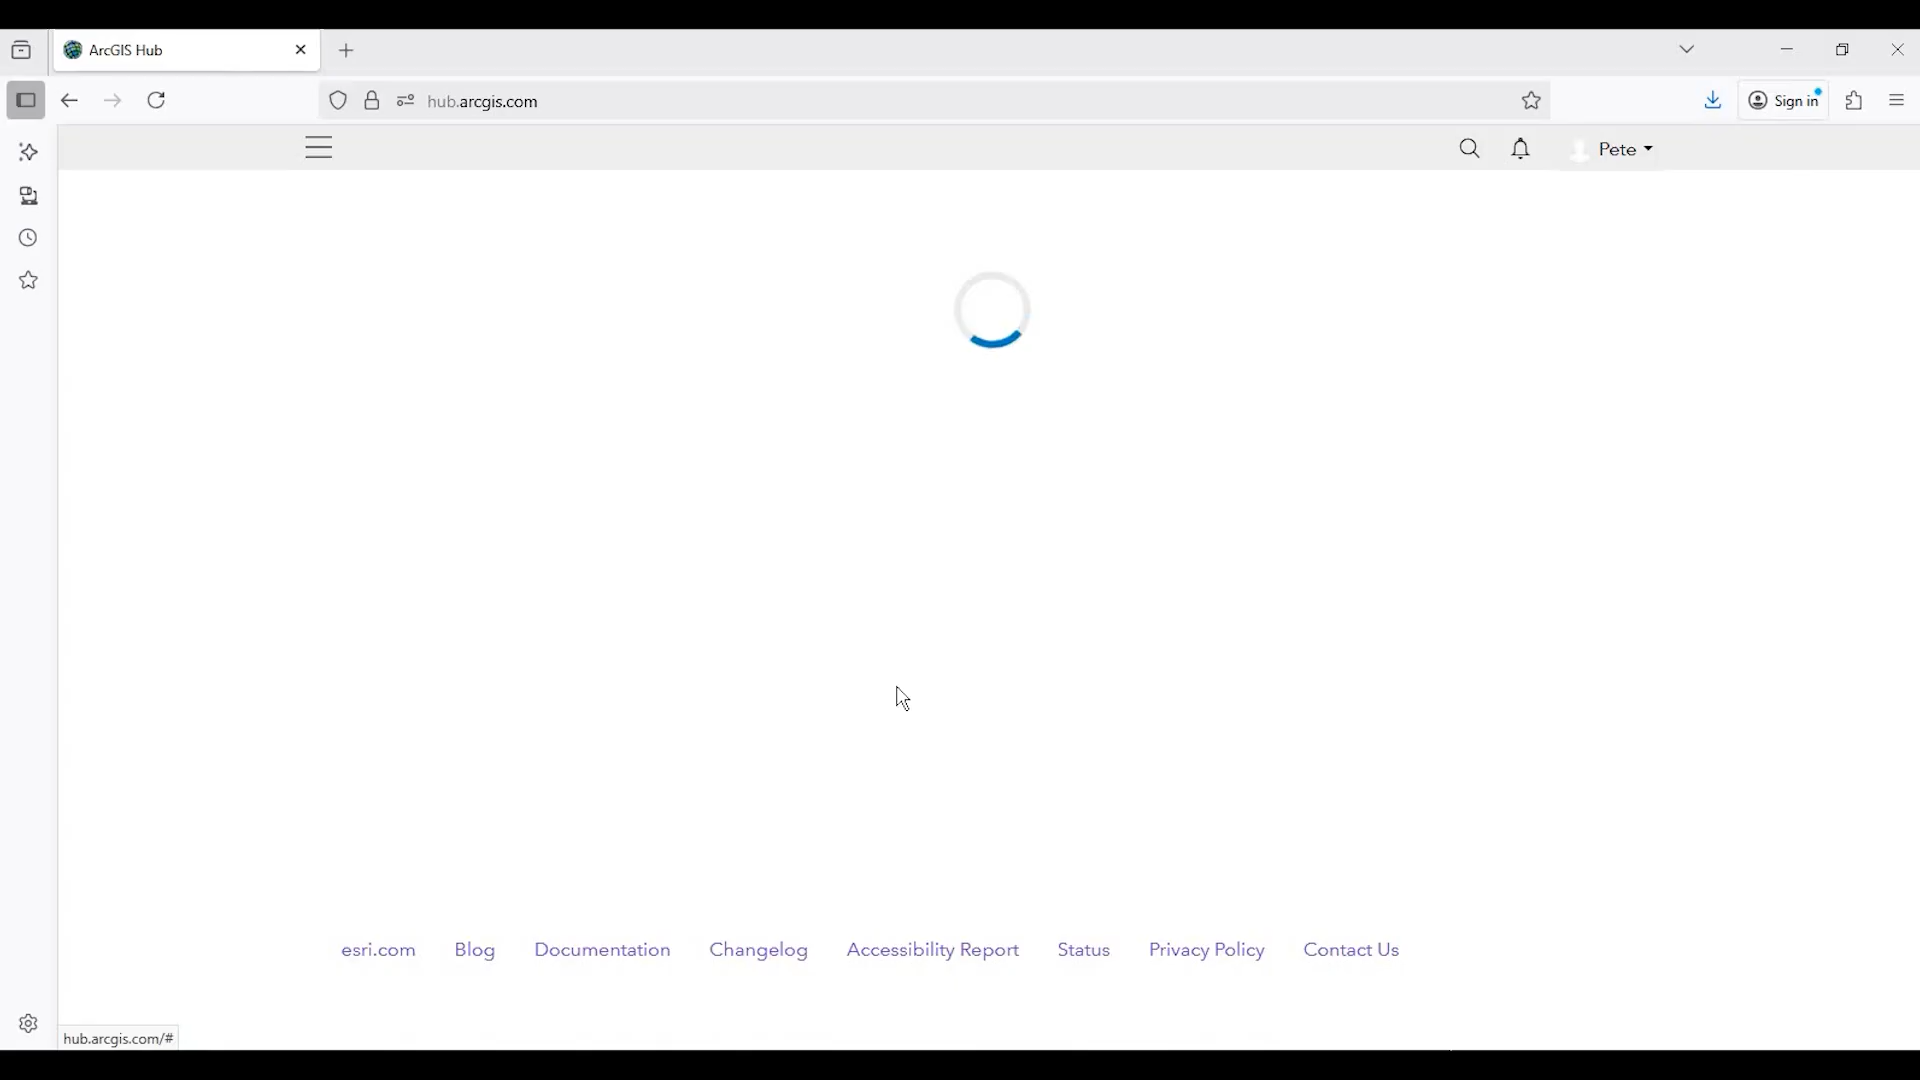 ArcGIS Hub
hub.arcgis.com
Sign in
Pete
esri.com Blog Documentation Changelog Accessibility Report Status Privacy Policy Contact Us
hub.arcgis.com/#